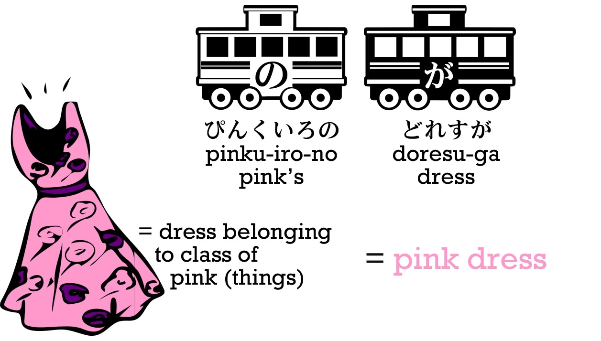 の
が
ぴんくいろの
pinku-iro-no
pink's
どれすが
doresu-ga
dress
= dress belonging
to class of
pink (things)
= pink dress